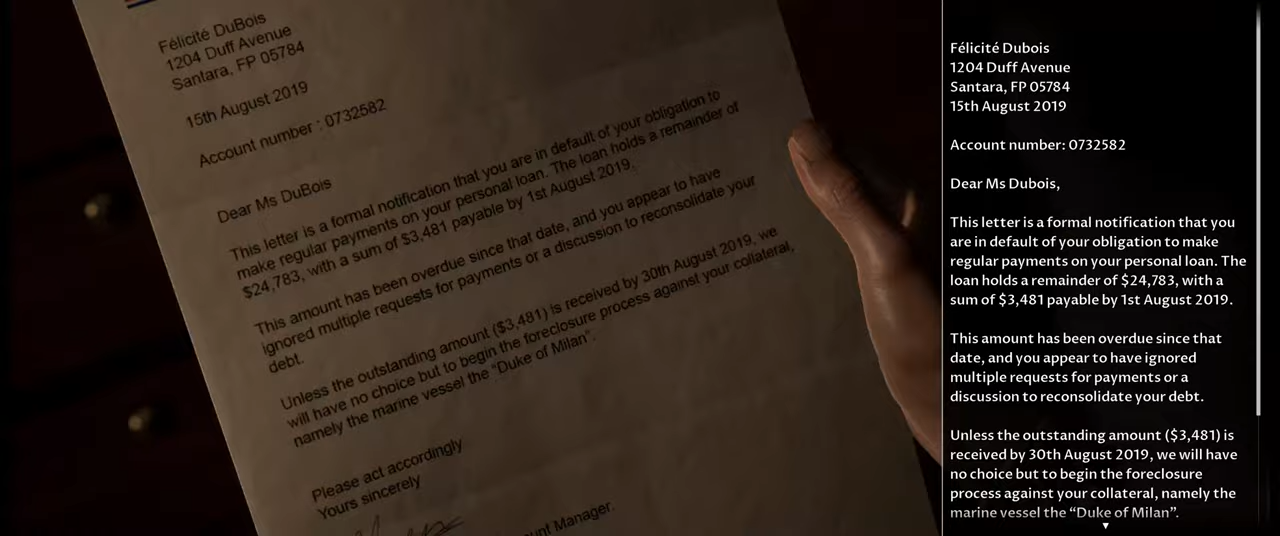 Félicité DuBois
1204 Duff Avenue
Santara, FP 05784
15th August 2019
Account number : 0732582
Dear Ms DuBois
This letter is a formal notification that you are in default of your obligation to
make regular payments on your personal loan. The loan holds a remainder of
$24,783, with a sum of $3,481 payable by 1st August 2019.
This amount has been overdue since that date, and you appear to have
ignored multiple requests for payments or a discussion to reconsolidate your
debt.
Unless the outstanding amount ($3,481) is received by 30th August 2019, we
will have no choice but to begin the foreclosure process against your collateral,
namely the marine vessel the “Duke of Milan”.
Please act accordingly
Yours sincerely
Manager.
Félicité Dubois
1204 Duff Avenue
Santara, FP 05784
15th August 2019
Account number: 0732582
Dear Ms Dubois,
This letter is a formal notification that you
are in default of your obligation to make
regular payments on your personal loan. The
loan holds a remainder of $24,783, with a
sum of $3,481 payable by 1st August 2019.
This amount has been overdue since that
date, and you appear to have ignored
multiple requests for payments or a
discussion to reconsolidate your debt.
Unless the outstanding amount ($3,481) is
received by 30th August 2019, we will have
no choice but to begin the foreclosure
process against your collateral, namely the
marine vessel the “Duke of Milan”.